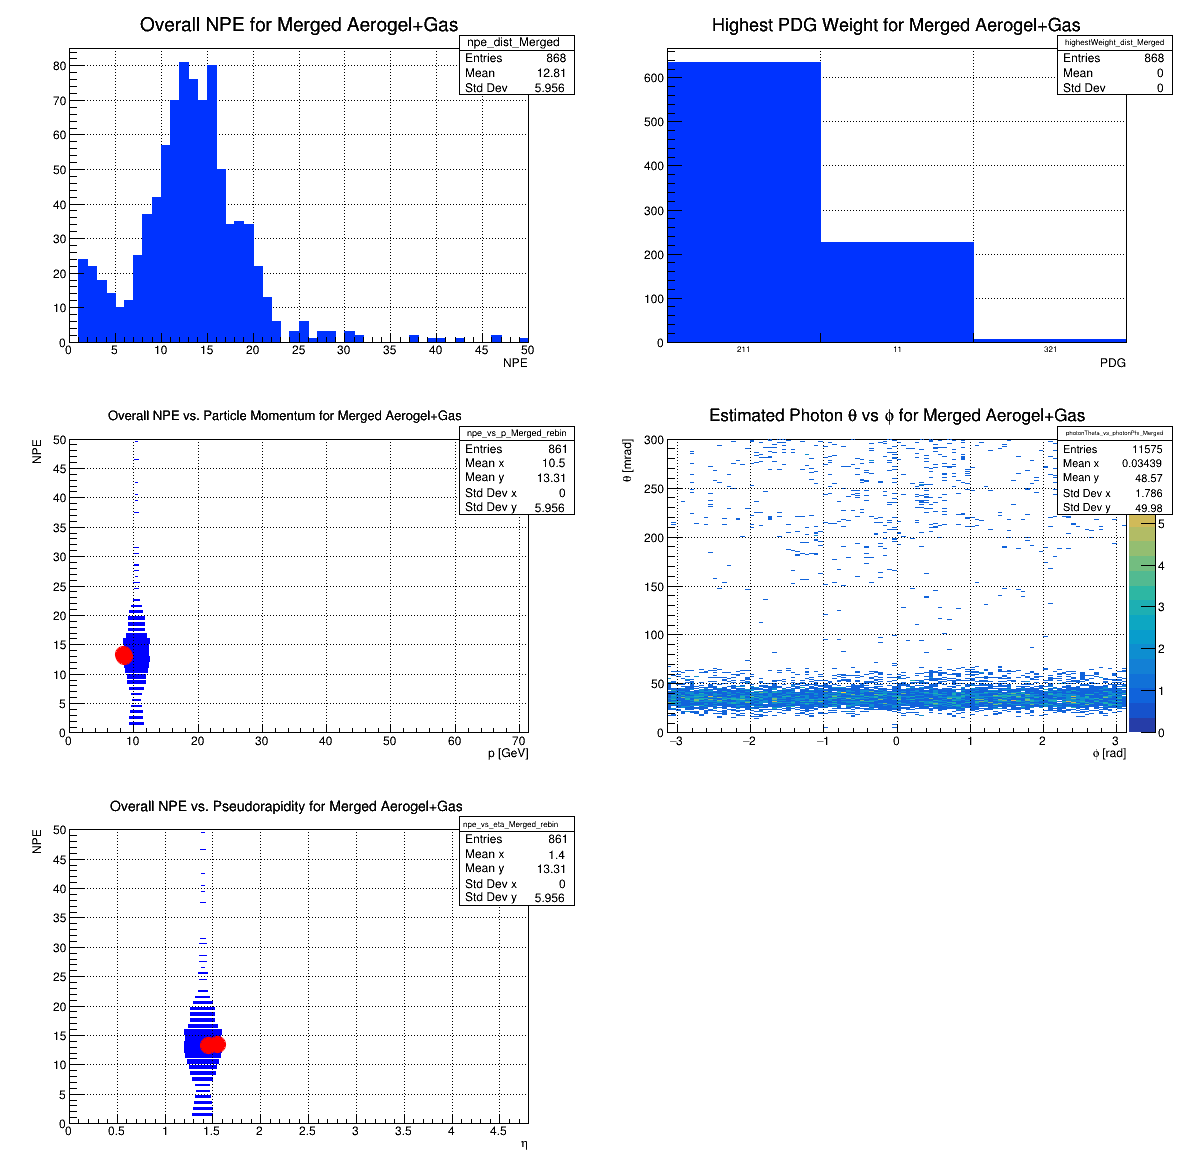 Overall NPE for Merged Aerogel+Gas
npe_dist_Merged
Entries 868
Mean 12.81
Std Dev 5.956
80
70
60
50
40
30
20
10
0
0 5 10 15 20 25 30 35 40 45 50
NPE
Highest PDG Weight for Merged Aerogel+Gas
highestWeight_dist_Merged
Entries 868
Mean 0
Std Dev 0
600
500
400
300
200
100
0
211 11 321
PDG
Overall NPE vs. Particle Momentum for Merged Aerogel+Gas
npe_vs_p_Merged_rebin
Entries 861
Mean x 10.5
Mean y 13.31
Std Dev x 0
Std Dev y 5.956
NPE
50
45
40
35
30
25
20
15
10
5
0
0 10 20 30 40 50 60 70
p [GeV]
Estimated Photon θ vs ϕ for Merged Aerogel+Gas
photonTheta_vs_photonPhi_Merged
Entries 11575
Mean x 0.03439
Mean y 48.57
Std Dev x 1.786
Std Dev y 49.98
θ [mrad]
300
250
200
150
100
50
0
−3 −2 −1 0 1 2 3
ϕ [rad]
5
4
3
2
1
0
Overall NPE vs. Pseudorapidity for Merged Aerogel+Gas
npe_vs_eta_Merged_rebin
Entries 861
Mean x 1.4
Mean y 13.31
Std Dev x 0
Std Dev y 5.956
NPE
50
45
40
35
30
25
20
15
10
5
0
0 0.5 1 1.5 2 2.5 3 3.5 4 4.5
η